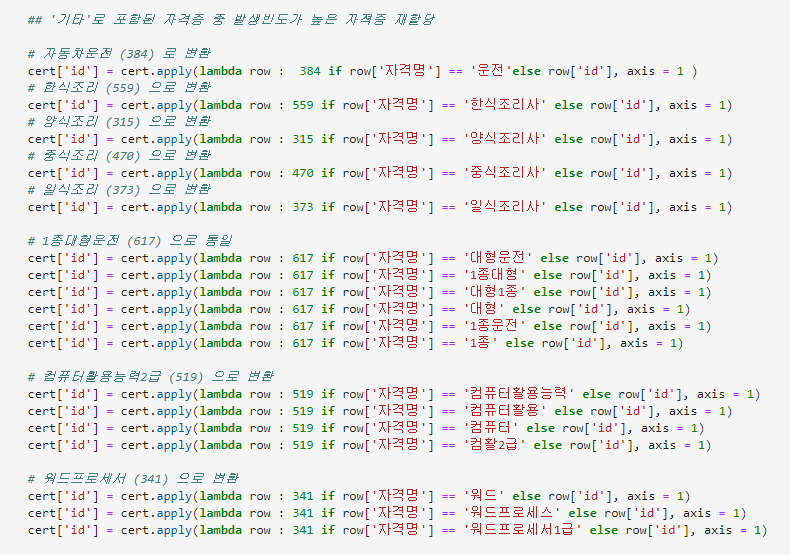 ## '기타'로 포함된 자격증 중 발생빈도가 높은 자격증 재할당
# 자동차운전 (384) 로 변환
cert['id'] = cert.apply(lambda row :  384 if row['자격명'] == '운전'else row['id'], axis = 1 )
# 한식조리 (559) 으로 변환
cert['id'] = cert.apply(lambda row : 559 if row['자격명'] == '한식조리사' else row['id'], axis = 1)
# 양식조리 (315) 으로 변환
cert['id'] = cert.apply(lambda row : 315 if row['자격명'] == '양식조리사' else row['id'], axis = 1)
# 중식조리 (470) 으로 변환
cert['id'] = cert.apply(lambda row : 470 if row['자격명'] == '중식조리사' else row['id'], axis = 1)
# 일식조리 (373) 으로 변환
cert['id'] = cert.apply(lambda row : 373 if row['자격명'] == '일식조리사' else row['id'], axis = 1)
# 1종대형운전 (617) 으로 통일
cert['id'] = cert.apply(lambda row : 617 if row['자격명'] == '대형운전' else row['id'], axis = 1)
cert['id'] = cert.apply(lambda row : 617 if row['자격명'] == '1종대형' else row['id'], axis = 1)
cert['id'] = cert.apply(lambda row : 617 if row['자격명'] == '대형1종' else row['id'], axis = 1)
cert['id'] = cert.apply(lambda row : 617 if row['자격명'] == '대형' else row['id'], axis = 1)
cert['id'] = cert.apply(lambda row : 617 if row['자격명'] == '1종운전' else row['id'], axis = 1)
cert['id'] = cert.apply(lambda row : 617 if row['자격명'] == '1종' else row['id'], axis = 1)
# 컴퓨터활용능력2급 (519) 으로 변환
cert['id'] = cert.apply(lambda row : 519 if row['자격명'] == '컴퓨터활용능력' else row['id'], axis = 1)
cert['id'] = cert.apply(lambda row : 519 if row['자격명'] == '컴퓨터활용' else row['id'], axis = 1)
cert['id'] = cert.apply(lambda row : 519 if row['자격명'] == '컴퓨터' else row['id'], axis = 1)
cert['id'] = cert.apply(lambda row : 519 if row['자격명'] == '컴활2급' else row['id'], axis = 1)
# 워드프로세서 (341) 으로 변환
cert['id'] = cert.apply(lambda row : 341 if row['자격명'] == '워드' else row['id'], axis = 1)
cert['id'] = cert.apply(lambda row : 341 if row['자격명'] == '워드프로세스' else row['id'], axis = 1)
cert['id'] = cert.apply(lambda row : 341 if row['자격명'] == '워드프로세서1급' else row['id'], axis = 1)